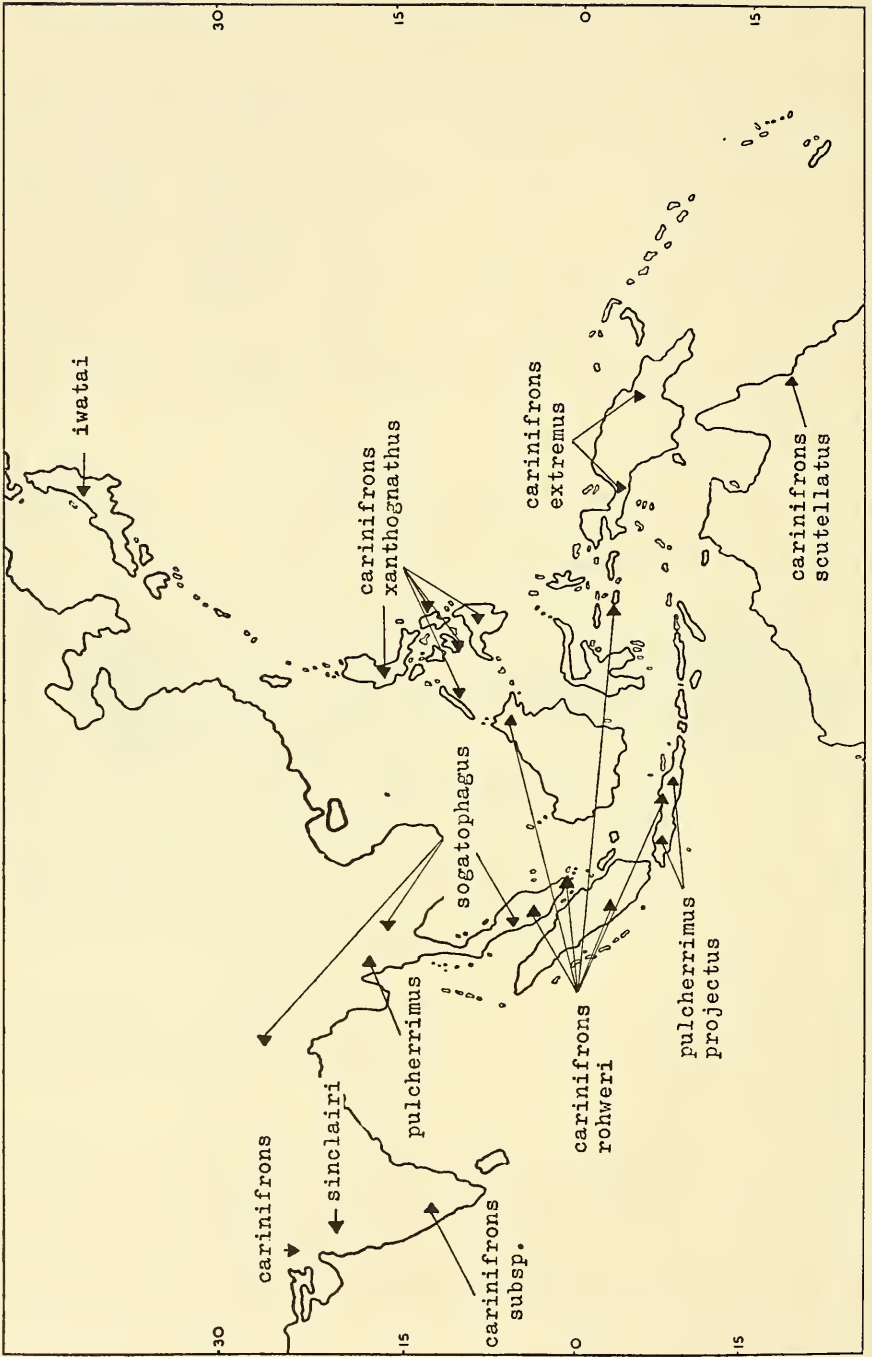 30
15
0
15
iwatai
carinifrons
xanthognathus
carinifrons
extremus
carinifrons
scutellatus
sogatophagus
carinifrons
sinclairi
pulcherrimus
carinifrons
subsp.
carinifrons
rohweri
pulcherrimus
projectus
30
15
0
15